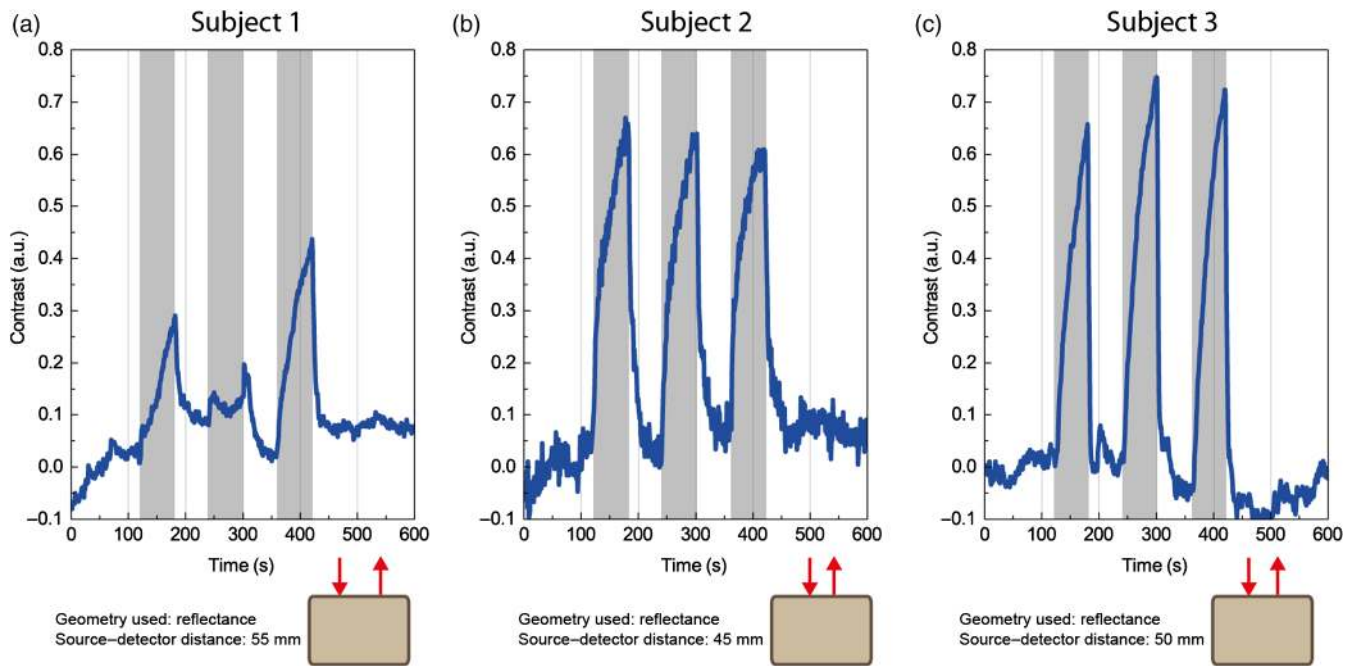 (a) Subject 1
0.8
0.7
0.6
0.5
0.4
0.3
0.2
0.1
0.0
–0.1
Contrast (a.u.)
0 100 200 300 400 500 600
Time (s)
Geometry used: reflectance
Source–detector distance: 55 mm
(b) Subject 2
0.8
0.7
0.6
0.5
0.4
0.3
0.2
0.1
0.0
–0.1
Contrast (a.u.)
0 100 200 300 400 500 600
Time (s)
Geometry used: reflectance
Source–detector distance: 45 mm
(c) Subject 3
0.8
0.7
0.6
0.5
0.4
0.3
0.2
0.1
0.0
–0.1
Contrast (a.u.)
0 100 200 300 400 500 600
Time (s)
Geometry used: reflectance
Source–detector distance: 50 mm